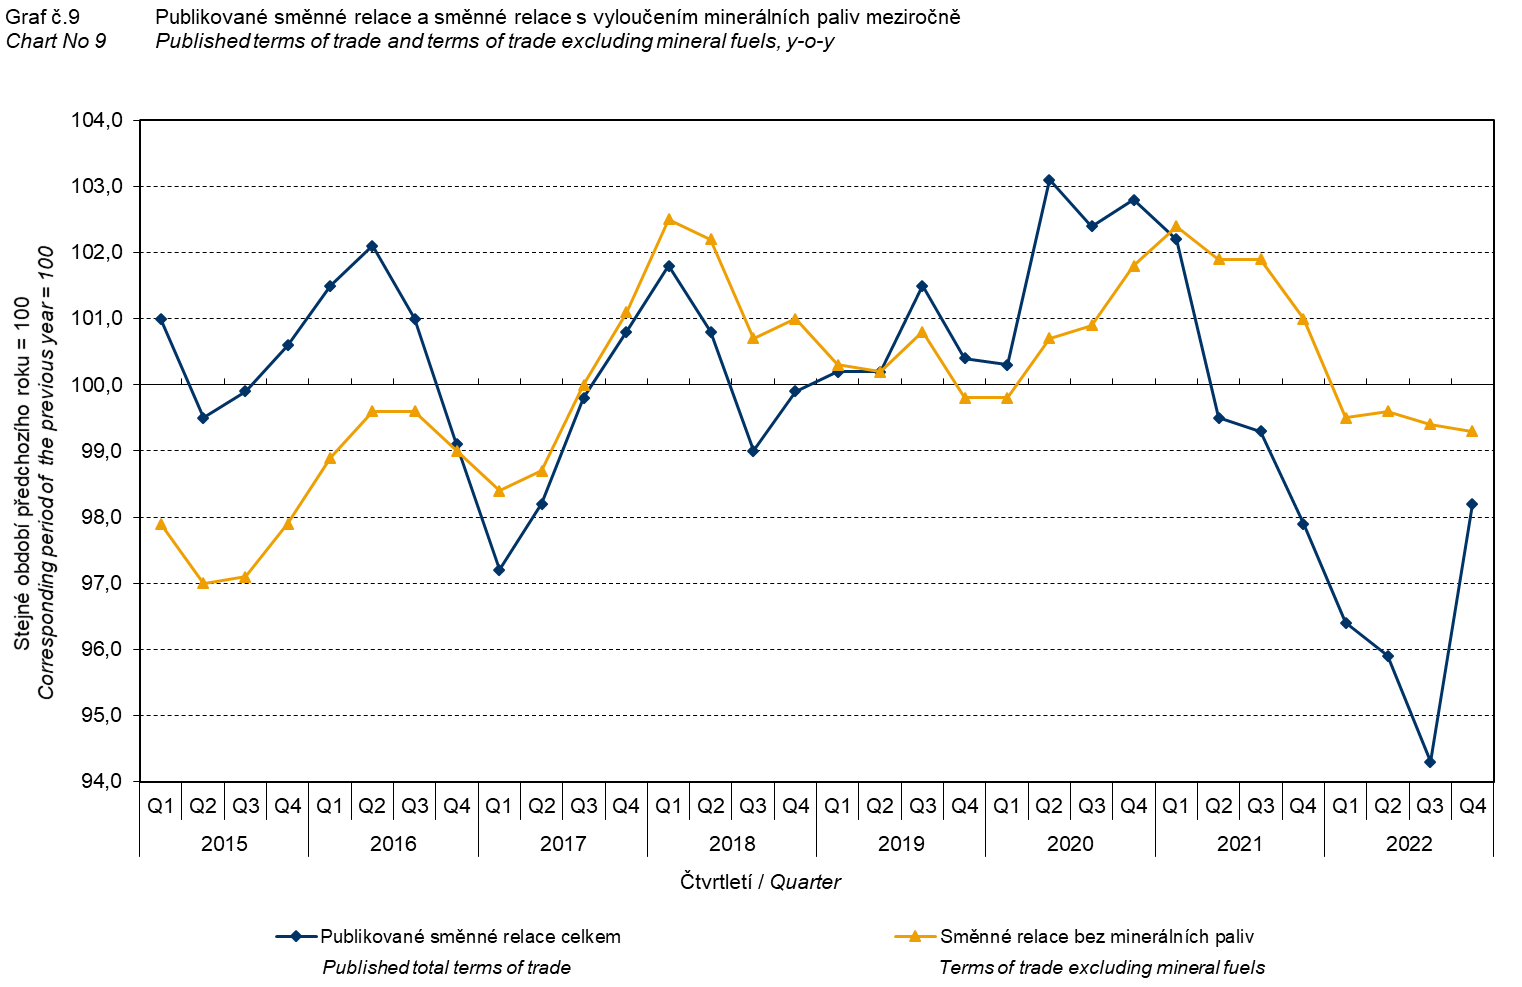 Graf č.9 Publikované směnné relace a směnné relace s vyloučením minerálních paliv meziročně
Chart No 9 Published terms of trade and terms of trade excluding mineral fuels, y-o-y
Stejné období předchozího roku = 100
Corresponding period of the previous year = 100
104,0
103,0
102,0
101,0
100,0
99,0
98,0
97,0
96,0
95,0
94,0
Q1 Q2 Q3 Q4 Q1 Q2 Q3 Q4 Q1 Q2 Q3 Q4 Q1 Q2 Q3 Q4 Q1 Q2 Q3 Q4 Q1 Q2 Q3 Q4 Q1 Q2 Q3 Q4 Q1 Q2 Q3 Q4
2015 2016 2017 2018 2019 2020 2021 2022
Čtvrtletí / Quarter
Publikované směnné relace celkem Směnné relace bez minerálních paliv
Published total terms of trade Terms of trade excluding mineral fuels